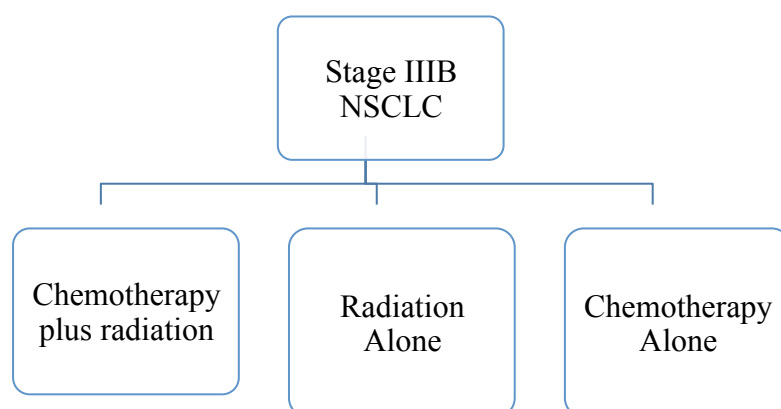 Stage IIIB
NSCLC
Chemotherapy
plus radiation
Radiation
Alone
Chemotherapy
Alone